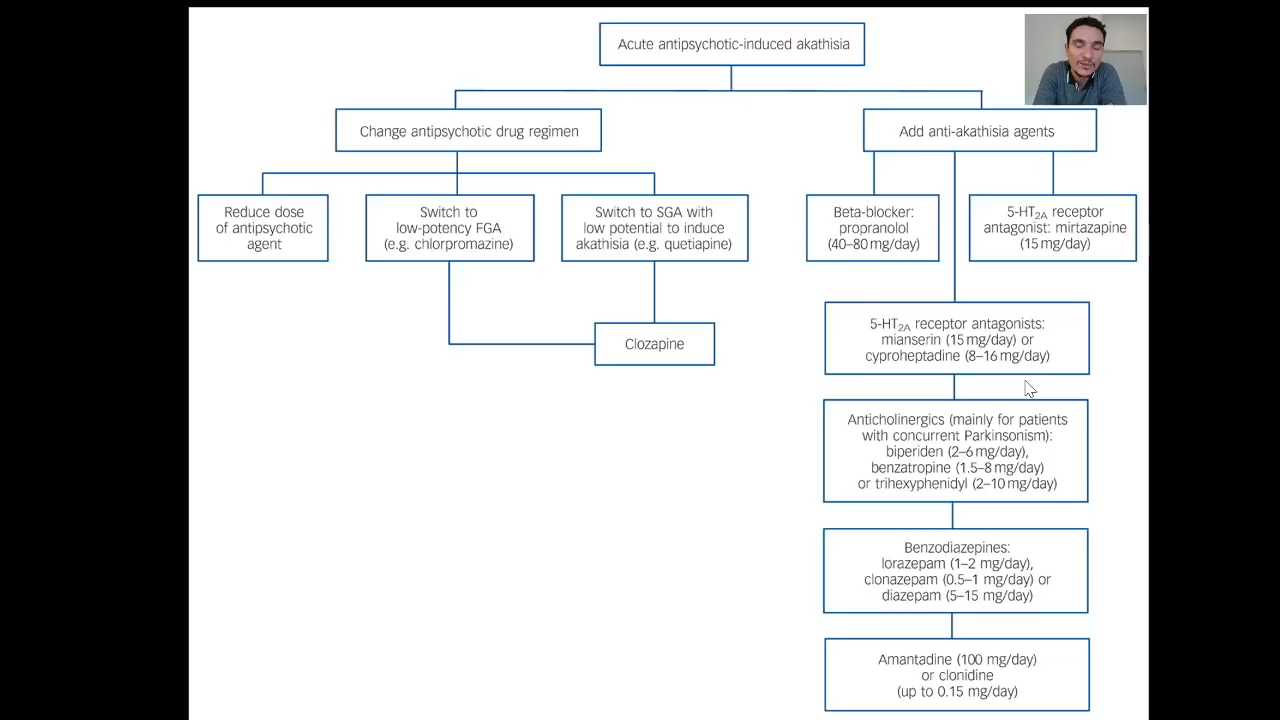 Acute antipsychotic-induced akathisia
Change antipsychotic drug regimen
Add anti-akathisia agents
Reduce dose
of antipsychotic
agent
Switch to
low-potency FGA
(e.g. chlorpromazine)
Switch to SGA with
low potential to induce
akathisia (e.g. quetiapine)
Beta-blocker:
propranolol
(40–80 mg/day)
5-HT2A receptor
antagonist: mirtazapine
(15 mg/day)
Clozapine
5-HT2A receptor antagonists:
mianserin (15 mg/day) or
cyproheptadine (8–16 mg/day)
Anticholinergics (mainly for patients
with concurrent Parkinsonism):
biperiden (2–6 mg/day),
benzatropine (1.5–8 mg/day)
or trihexyphenidyl (2–10 mg/day)
Benzodiazepines:
lorazepam (1–2 mg/day),
clonazepam (0.5–1 mg/day) or
diazepam (5–15 mg/day)
Amantadine (100 mg/day)
or clonidine
(up to 0.15 mg/day)